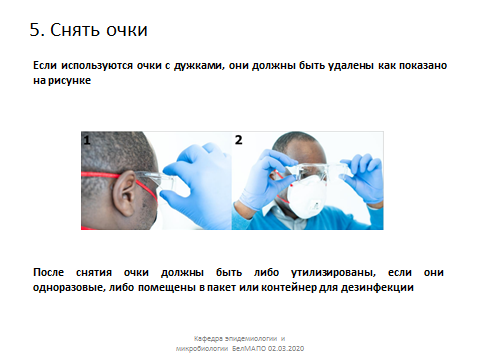 5. Снять очки
Если используются очки с дужками, они должны быть удалены как показано
на рисунке
1 2
После снятия очки должны быть либо утилизированы, если они
одноразовые, либо помещены в пакет или контейнер для дезинфекции
Кафедра эпидемиологии и
микробиологии БелМАПО 02.03.2020